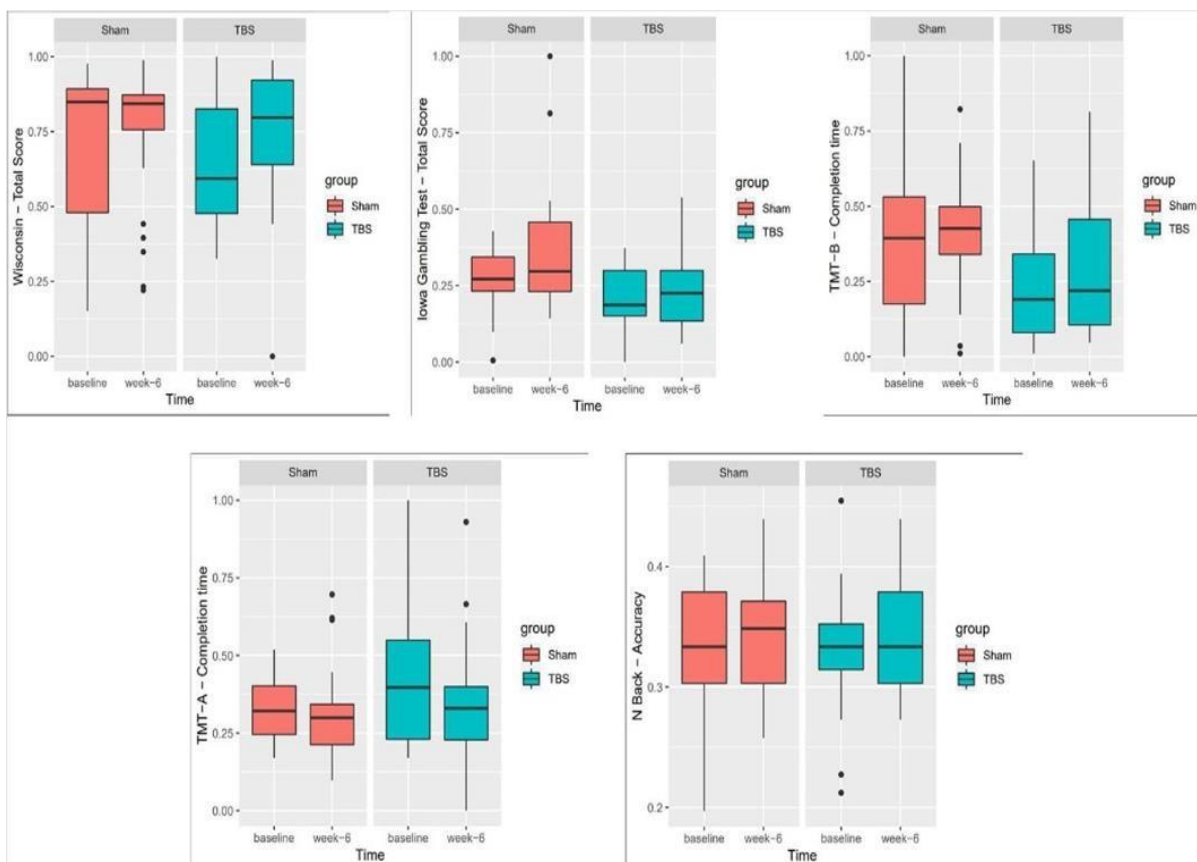 Sham TBS
Wisconsin - Total Score
1.00
0.75
0.50
0.25
0.00
baseline week-6 baseline week-6
Time
group
Sham
TBS
Sham TBS
Iowa Gambling Test - Total Score
1.00
0.75
0.50
0.25
0.00
baseline week-6 baseline week-6
Time
group
Sham
TBS
Sham TBS
TMT-B - Completion time
1.00
0.75
0.50
0.25
0.00
baseline week-6 baseline week-6
Time
group
Sham
TBS
Sham TBS
TMT-A - Completion time
1.00
0.75
0.50
0.25
0.00
baseline week-6 baseline week-6
Time
group
Sham
TBS
Sham TBS
N Back - Accuracy
0.4
0.3
0.2
baseline week-6 baseline week-6
Time
group
Sham
TBS